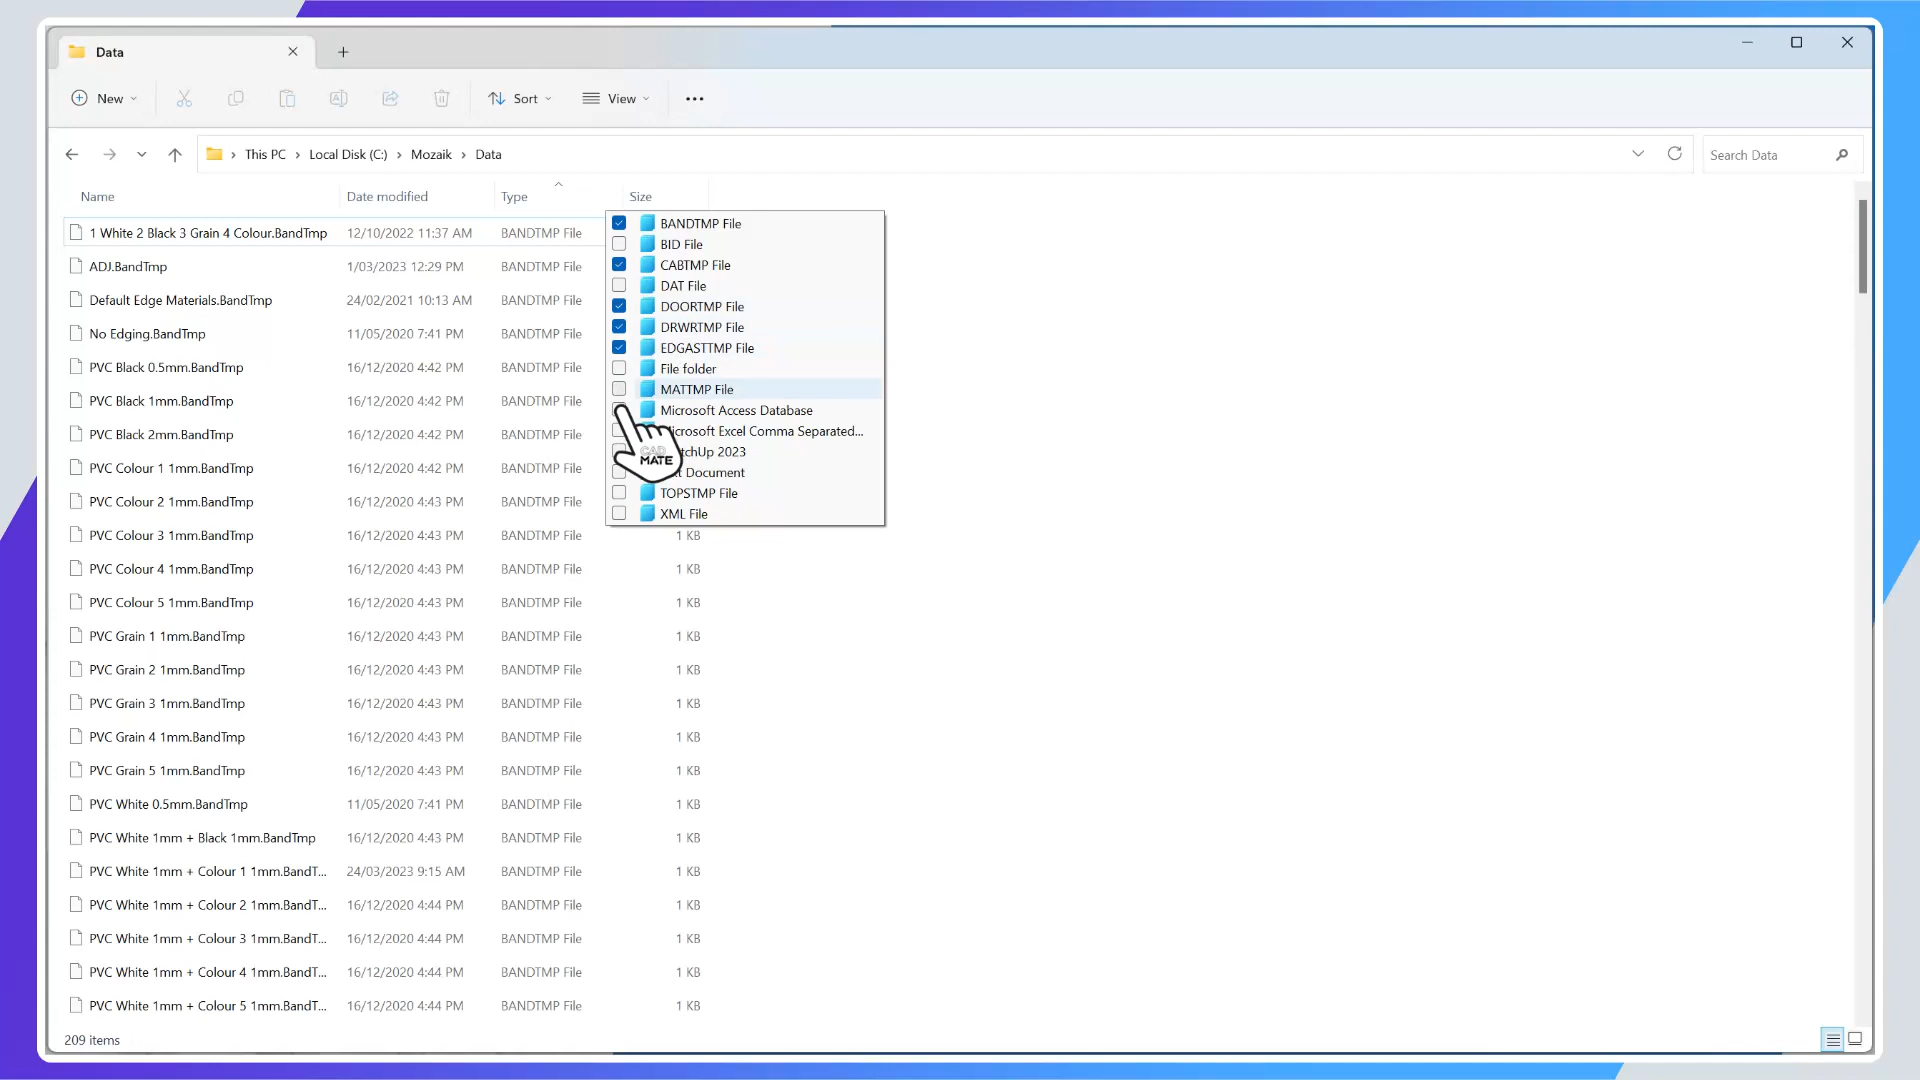 Data
New
Sort
View
This PC > Local Disk (C:) > Mozaik > Data
Search Data
Name Date modified Type Size
1 White 2 Black 3 Grain 4 Colour.BandTmp 12/10/2022 11:37 AM BANDTMP File
ADJ.BandTmp 1/03/2023 12:29 PM BANDTMP File
Default Edge Materials.BandTmp 24/02/2021 10:13 AM BANDTMP File
No Edging.BandTmp 11/05/2020 7:41 PM BANDTMP File
PVC Black 0.5mm.BandTmp 16/12/2020 4:42 PM BANDTMP File
PVC Black 1mm.BandTmp 16/12/2020 4:42 PM BANDTMP File
PVC Black 2mm.BandTmp 16/12/2020 4:42 PM BANDTMP File
PVC Colour 1 1mm.BandTmp 16/12/2020 4:42 PM BANDTMP File
PVC Colour 2 1mm.BandTmp 16/12/2020 4:43 PM BANDTMP File
PVC Colour 3 1mm.BandTmp 16/12/2020 4:43 PM BANDTMP File 1 KB
PVC Colour 4 1mm.BandTmp 16/12/2020 4:43 PM BANDTMP File 1 KB
PVC Colour 5 1mm.BandTmp 16/12/2020 4:43 PM BANDTMP File 1 KB
PVC Grain 1 1mm.BandTmp 16/12/2020 4:43 PM BANDTMP File 1 KB
PVC Grain 2 1mm.BandTmp 16/12/2020 4:43 PM BANDTMP File 1 KB
PVC Grain 3 1mm.BandTmp 16/12/2020 4:43 PM BANDTMP File 1 KB
PVC Grain 4 1mm.BandTmp 16/12/2020 4:43 PM BANDTMP File 1 KB
PVC Grain 5 1mm.BandTmp 16/12/2020 4:43 PM BANDTMP File 1 KB
PVC White 0.5mm.BandTmp 11/05/2020 7:41 PM BANDTMP File 1 KB
PVC White 1mm + Black 1mm.BandTmp 16/12/2020 4:43 PM BANDTMP File 1 KB
PVC White 1mm + Colour 1 1mm.BandT... 24/03/2023 9:15 AM BANDTMP File 1 KB
PVC White 1mm + Colour 2 1mm.BandT... 16/12/2020 4:44 PM BANDTMP File 1 KB
PVC White 1mm + Colour 3 1mm.BandT... 16/12/2020 4:44 PM BANDTMP File 1 KB
PVC White 1mm + Colour 4 1mm.BandT... 16/12/2020 4:44 PM BANDTMP File 1 KB
PVC White 1mm + Colour 5 1mm.BandT... 16/12/2020 4:44 PM BANDTMP File 1 KB
BANDTMP File
BID File
CABTMP File
DAT File
DOORTMP File
DRWRTMP File
EDGASTTMP File
File folder
MATTMP File
Microsoft Access Database
icrosoft Excel Comma Separated...
tchUp 2023
t Document
TOPSTMP File
XML File
CAD
MATE
209 items